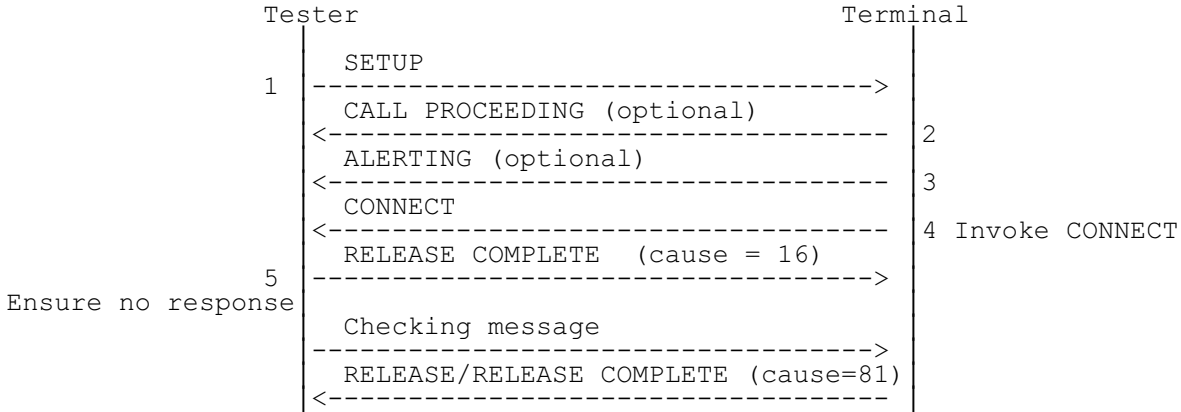 Tester Terminal
SETUP
1 |---------------------------------->
CALL PROCEEDING (optional)
<---------------------------------- |2
ALERTING (optional)
<---------------------------------- |3
CONNECT
<---------------------------------- |4 Invoke CONNECT
RELEASE COMPLETE (cause = 16)
5 |---------------------------------->
Ensure no response
Checking message
|---------------------------------->
RELEASE/RELEASE COMPLETE (cause=81)
<----------------------------------